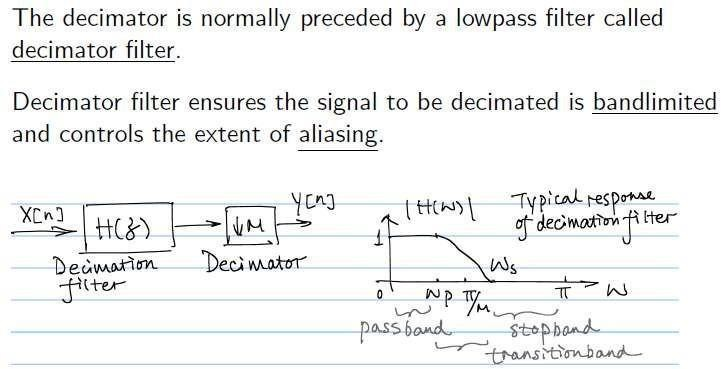 The decimator is normally preceded by a lowpass filter called
decimator filter.
Decimator filter ensures the signal to be decimated is bandlimited
and controls the extent of aliasing.
X[n]
H(z)
↓M
Y[n]
Decimation
filter
Decimator
|H(ω)|
Typical response
of decimation filter
1
ωs
0
ωp
π/M
π
ω
passband
stopband
transitionband